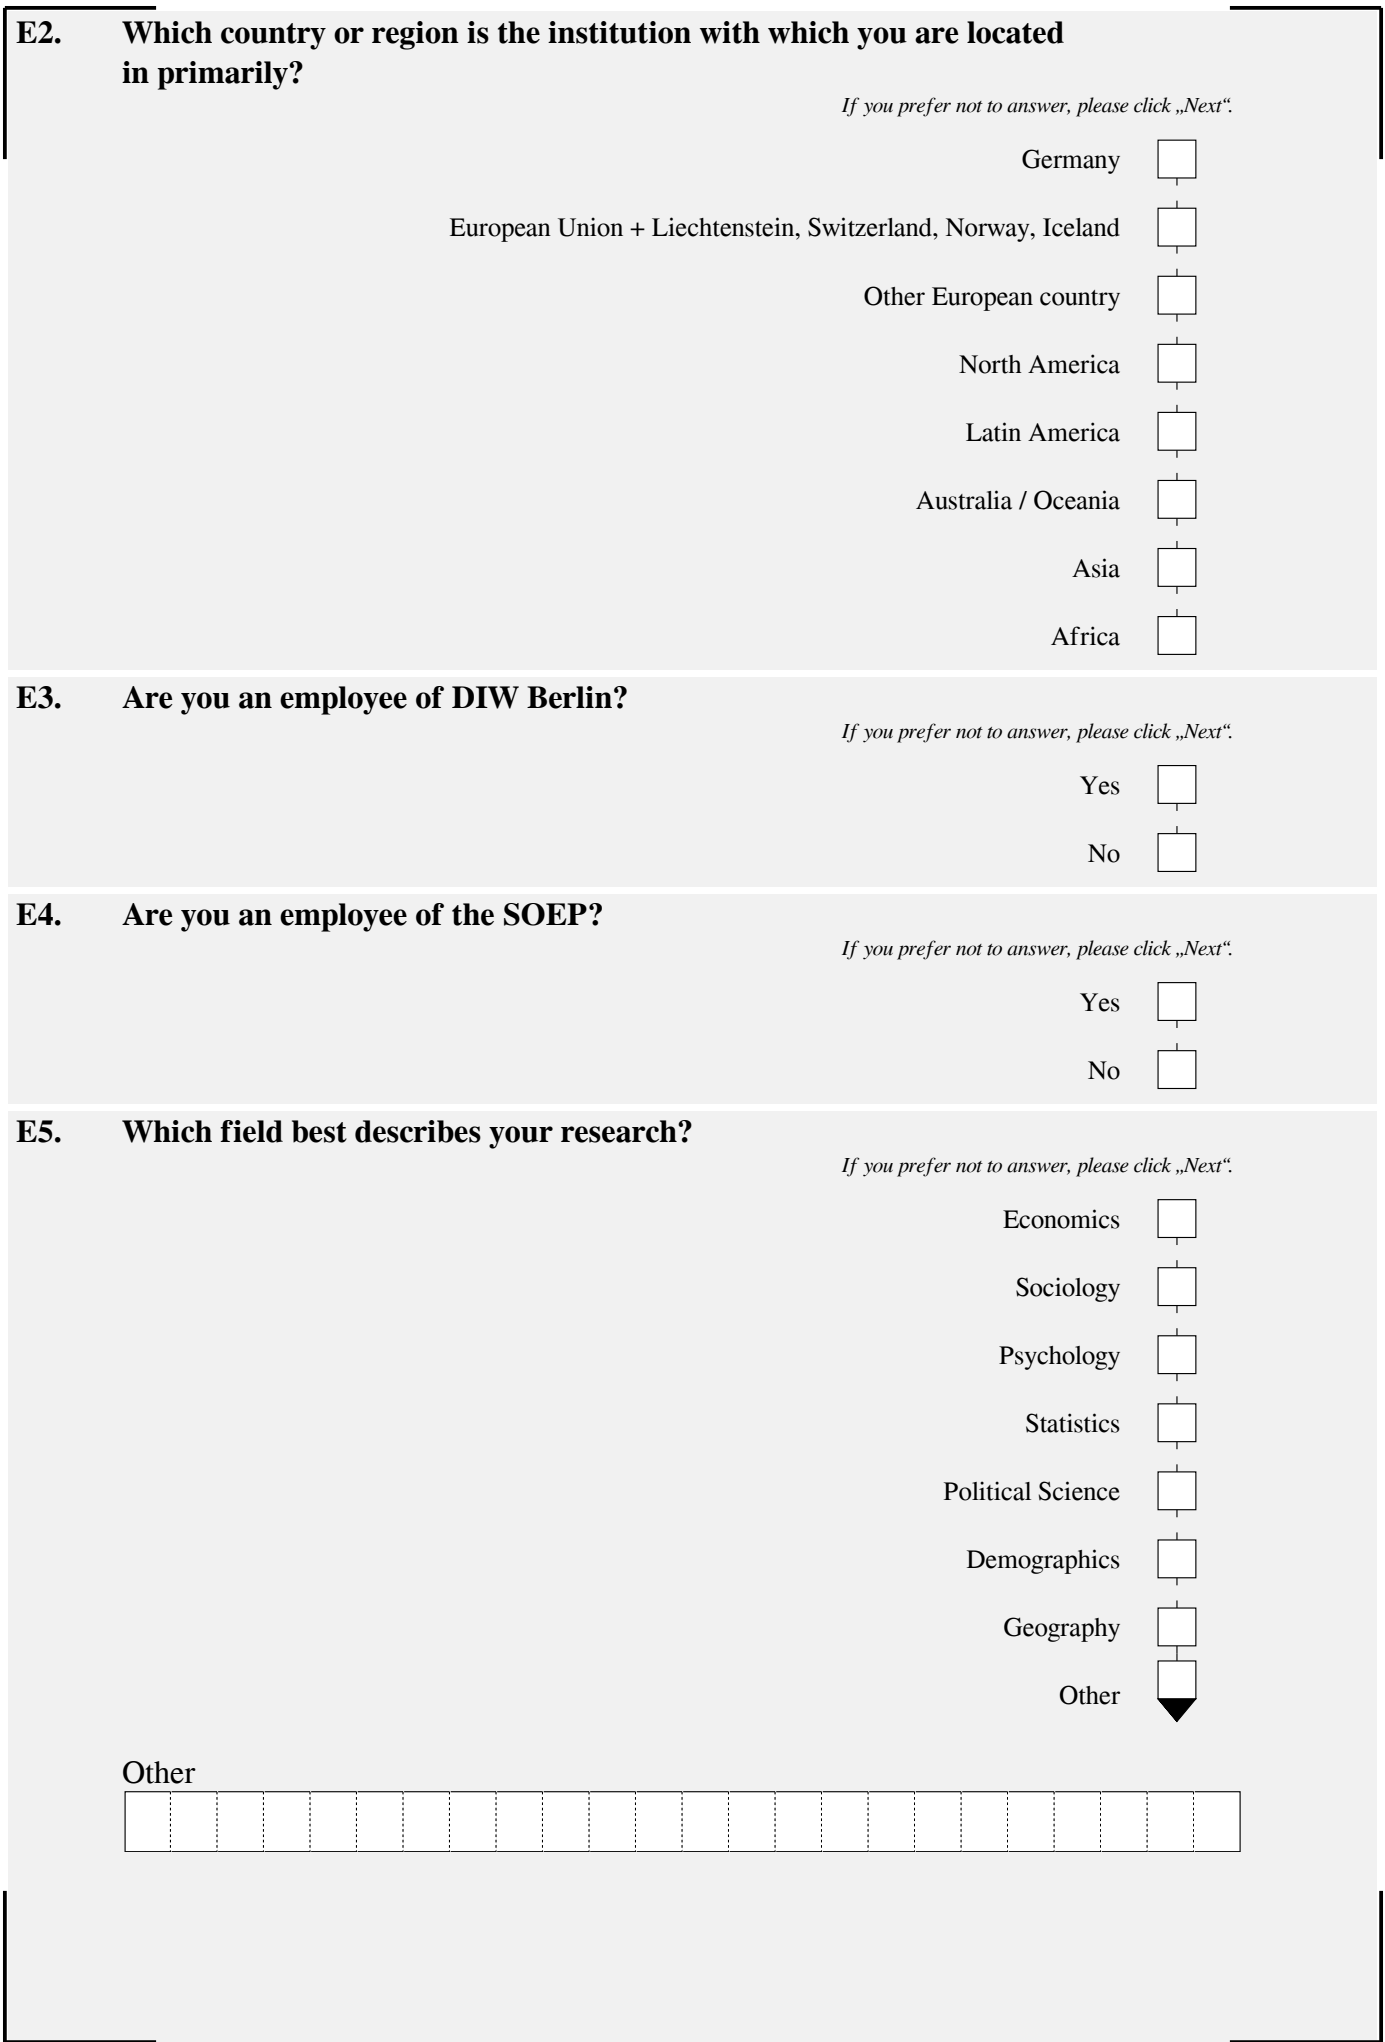 E2. Which country or region is the institution with which you are located
in primarily?
If you prefer not to answer, please click „Next“.
Germany
European Union + Liechtenstein, Switzerland, Norway, Iceland
Other European country
North America
Latin America
Australia / Oceania
Asia
Africa
E3. Are you an employee of DIW Berlin?
If you prefer not to answer, please click „Next“.
Yes
No
E4. Are you an employee of the SOEP?
If you prefer not to answer, please click „Next“.
Yes
No
E5. Which field best describes your research?
If you prefer not to answer, please click „Next“.
Economics
Sociology
Psychology
Statistics
Political Science
Demographics
Geography
Other
Other